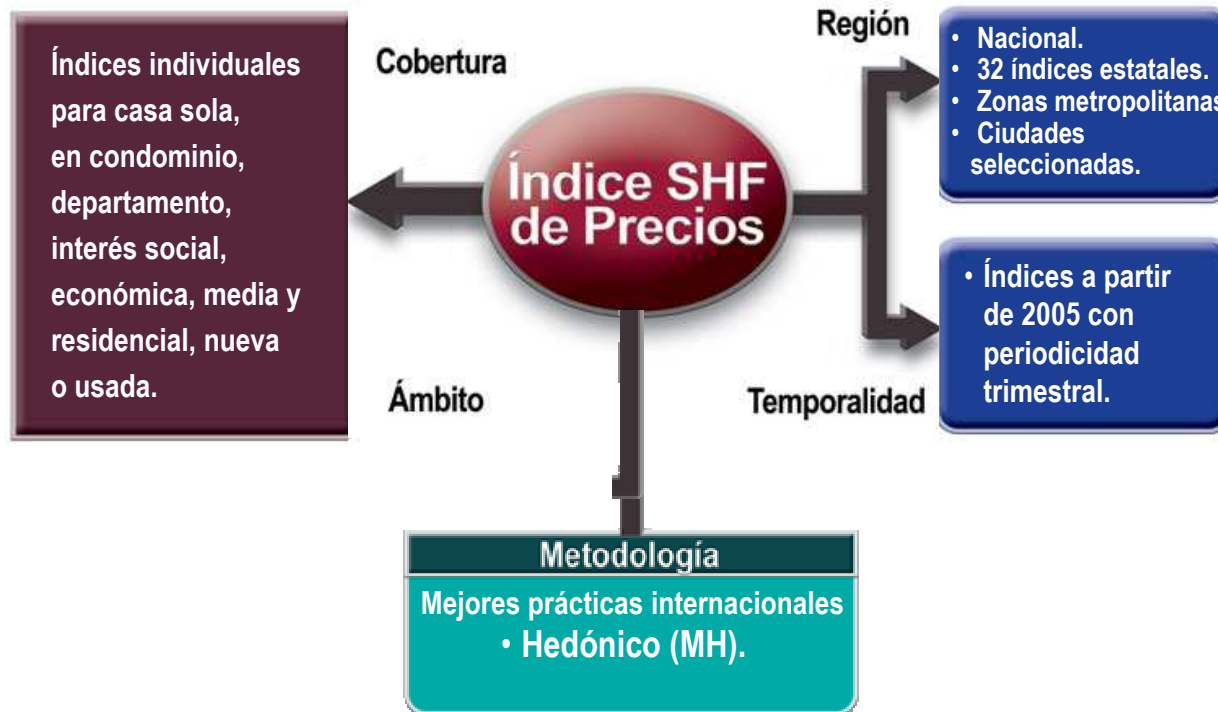 Índices individuales
para casa sola,
en condominio,
departamento,
interés social,
económica, media y
residencial, nueva
o usada.
Cobertura
Ámbito
Índice SHF
de Precios
Región
• Nacional.
• 32 índices estatales.
• Zonas metropolitanas
• Ciudades
seleccionadas.
Temporalidad
• Índices a partir
de 2005 con
periodicidad
trimestral.
Metodología
Mejores prácticas internacionales
• Hedónico (MH).